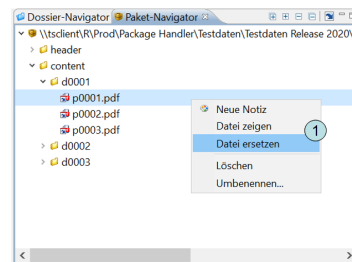 Dossier-Navigator Paket-Navigator
\\tsclient\R\Prod\Package Handler\Testdaten\Testdaten Release 2020\
header
content
d0001
p0001.pdf
p0002.pdf
p0003.pdf
d0002
d0003
Neue Notiz
Datei zeigen
Datei ersetzen
Löschen
Umbenennen...
1